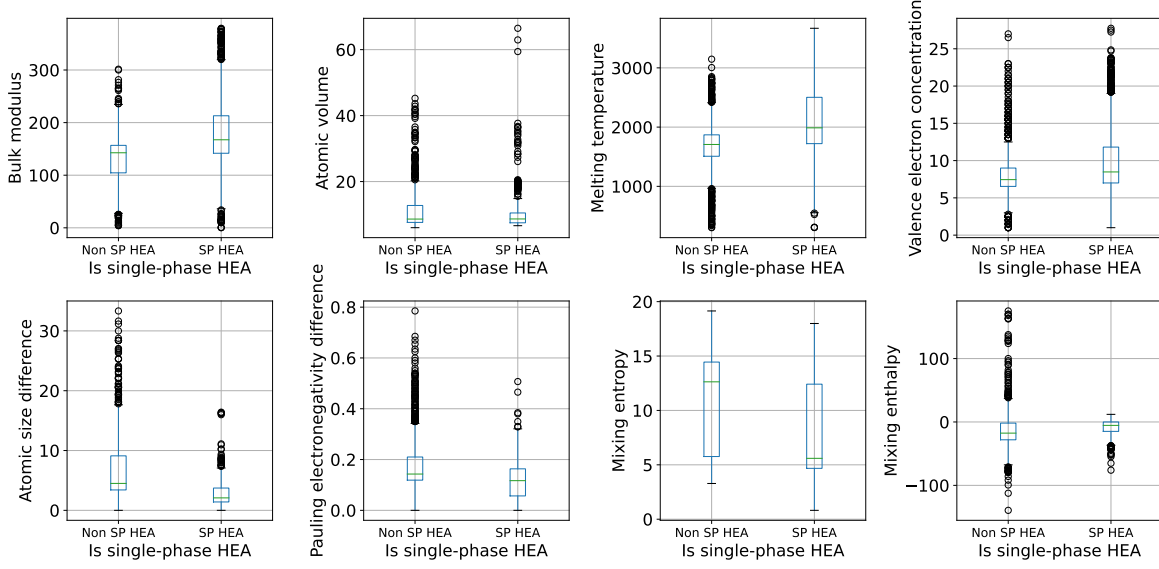 Bulk modulus
300
200
100
0
Non SP HEA
SP HEA
Is single-phase HEA
Atomic volume
60
40
20
Non SP HEA
SP HEA
Is single-phase HEA
Melting temperature
3000
2000
1000
Non SP HEA
SP HEA
Is single-phase HEA
Valence electron concentration
25
20
15
10
5
0
Non SP HEA
SP HEA
Is single-phase HEA
Atomic size difference
30
20
10
0
Non SP HEA
SP HEA
Is single-phase HEA
Pauling electronegativity difference
0.8
0.6
0.4
0.2
0.0
Non SP HEA
SP HEA
Is single-phase HEA
Mixing entropy
20
15
10
5
0
Non SP HEA
SP HEA
Is single-phase HEA
Mixing enthalpy
100
0
−100
Non SP HEA
SP HEA
Is single-phase HEA